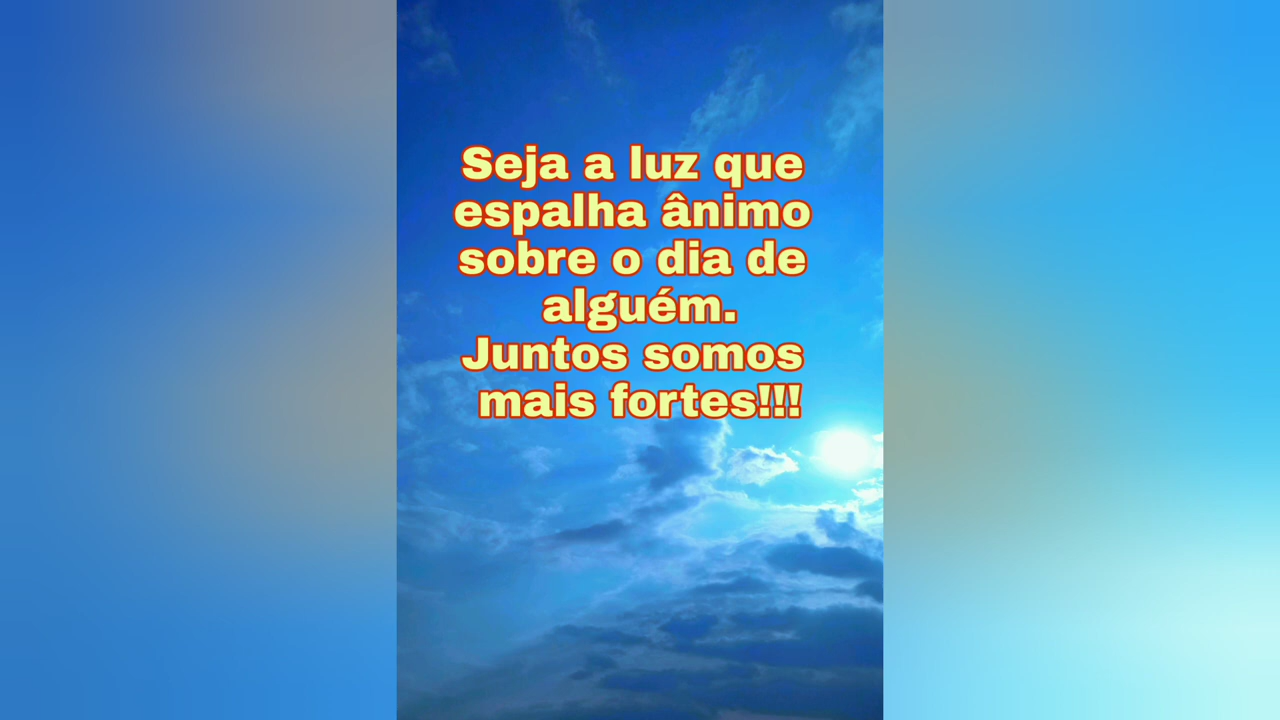 Seja a luz que
espalha ânimo
sobre o dia de
alguém.
Juntos somos
mais fortes!!!